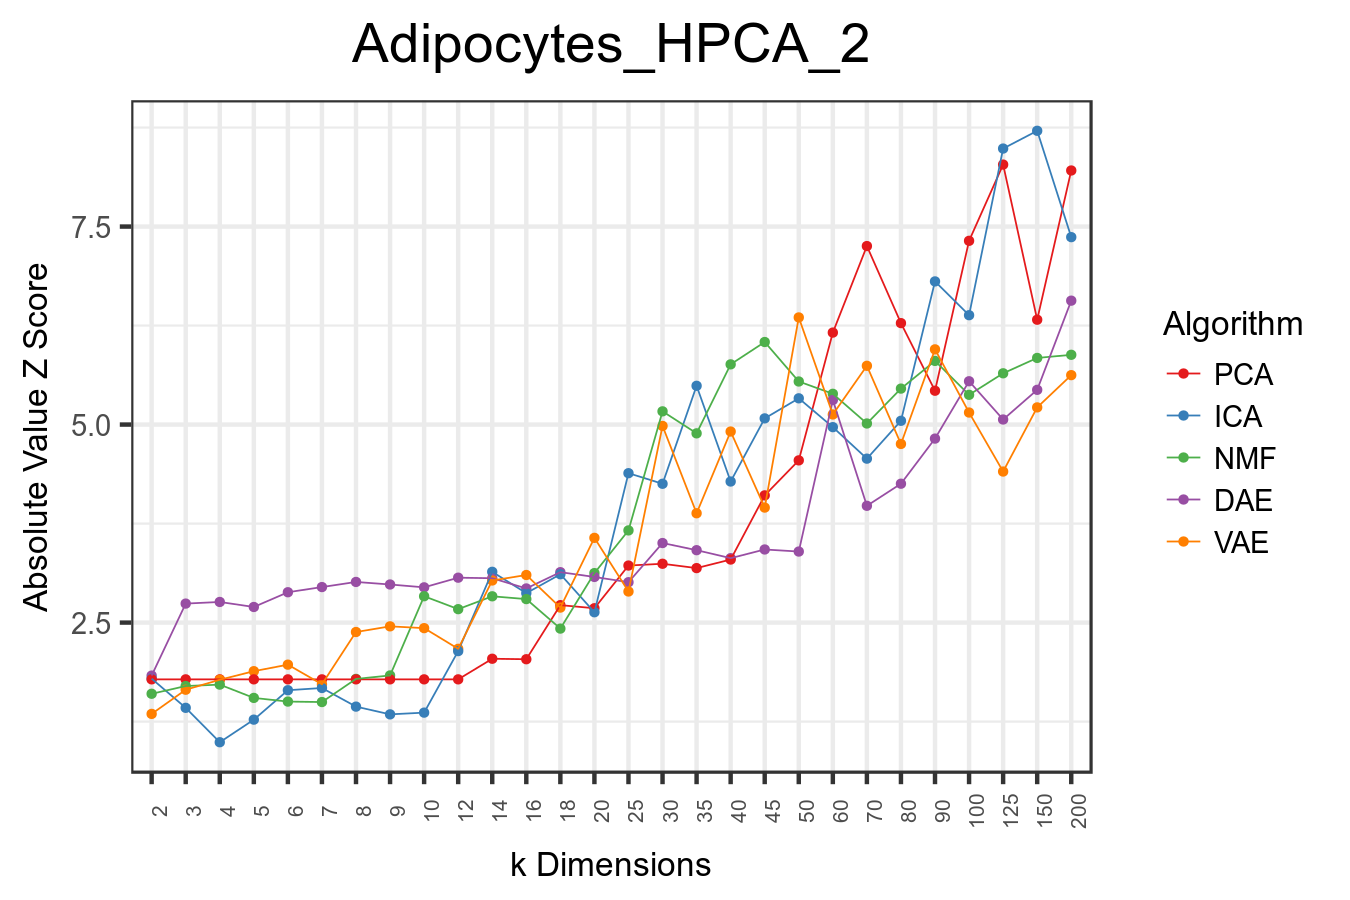 Adipocytes_HPCA_2
Absolute Value Z Score
7.5
5.0
2.5
2 3 4 5 6 7 8 9 10 12 14 16 18 20 25 30 35 40 45 50 60 70 80 90 100 125 150 200
k Dimensions
Algorithm
PCA
ICA
NMF
DAE
VAE